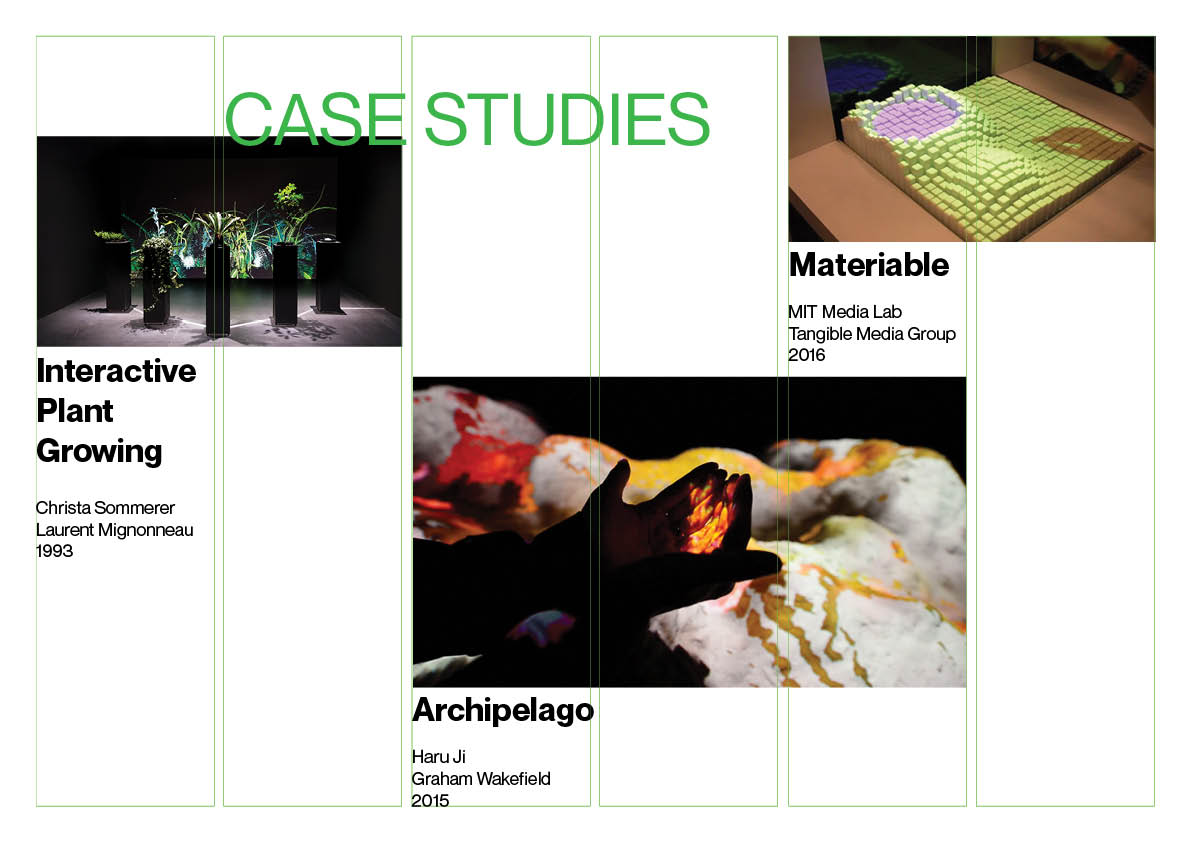 CASE STUDIES
Interactive
Plant
Growing
Christa Sommerer
Laurent Mignonneau
1993
Archipelago
Haru Ji
Graham Wakefield
2015
Materiable
MIT Media Lab
Tangible Media Group
2016